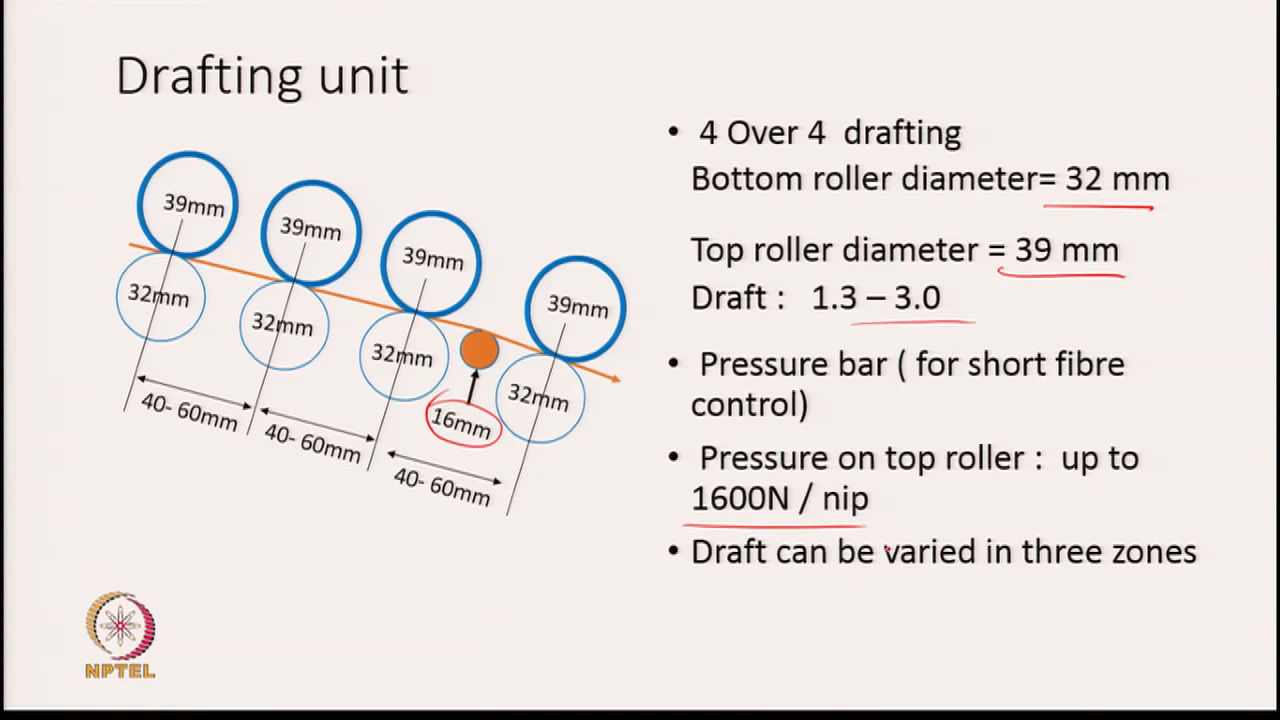 Drafting unit
39mm
39mm
39mm
39mm
32mm
32mm
32mm
32mm
16mm
40- 60mm
40- 60mm
40- 60mm
• 4 Over 4 drafting
Bottom roller diameter= 32 mm
Top roller diameter = 39 mm
Draft : 1.3 – 3.0
• Pressure bar ( for short fibre
control)
• Pressure on top roller : up to
1600N / nip
• Draft can be varied in three zones
NPTEL